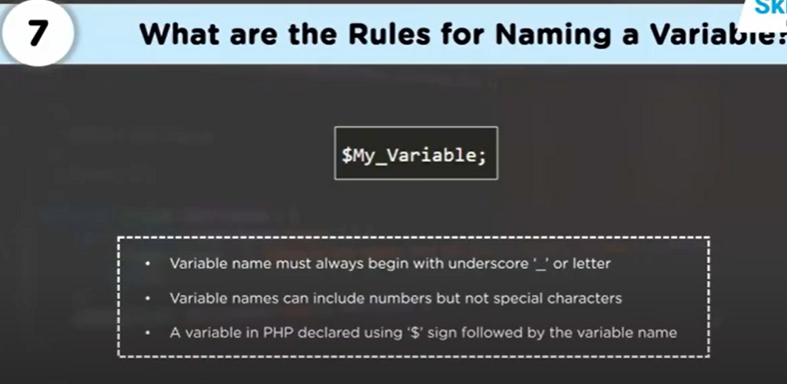 Sk
7
What are the Rules for Naming a Variable?
$My_Variable;
• Variable name must always begin with underscore '_' or letter
• Variable names can include numbers but not special characters
• A variable in PHP declared using '$' sign followed by the variable name